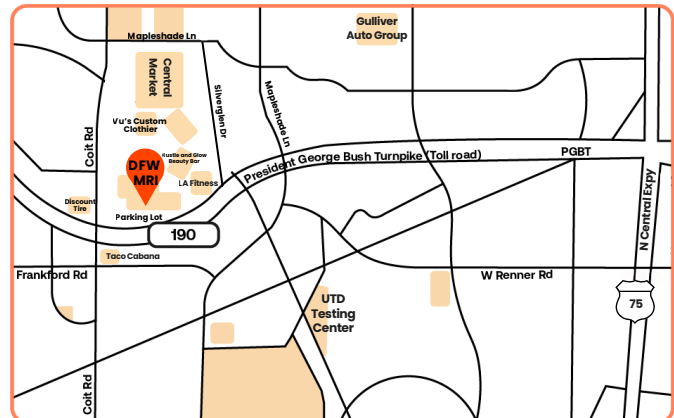 Gulliver
Auto Group
Mapleshade Ln
Central
Market
Silverglen Dr
Mapleshade Ln
Vu's Custom
Clothier
Coit Rd
Hustle and Glow
Beauty Bar
DFW
MRI
LA Fitness
President George Bush Turnpike (Toll road)
PGBT
N Central Expy
Discount
Tire
Parking Lot
190
Taco Cabana
Frankford Rd
W Renner Rd
75
UTD
Testing
Center
Coit Rd